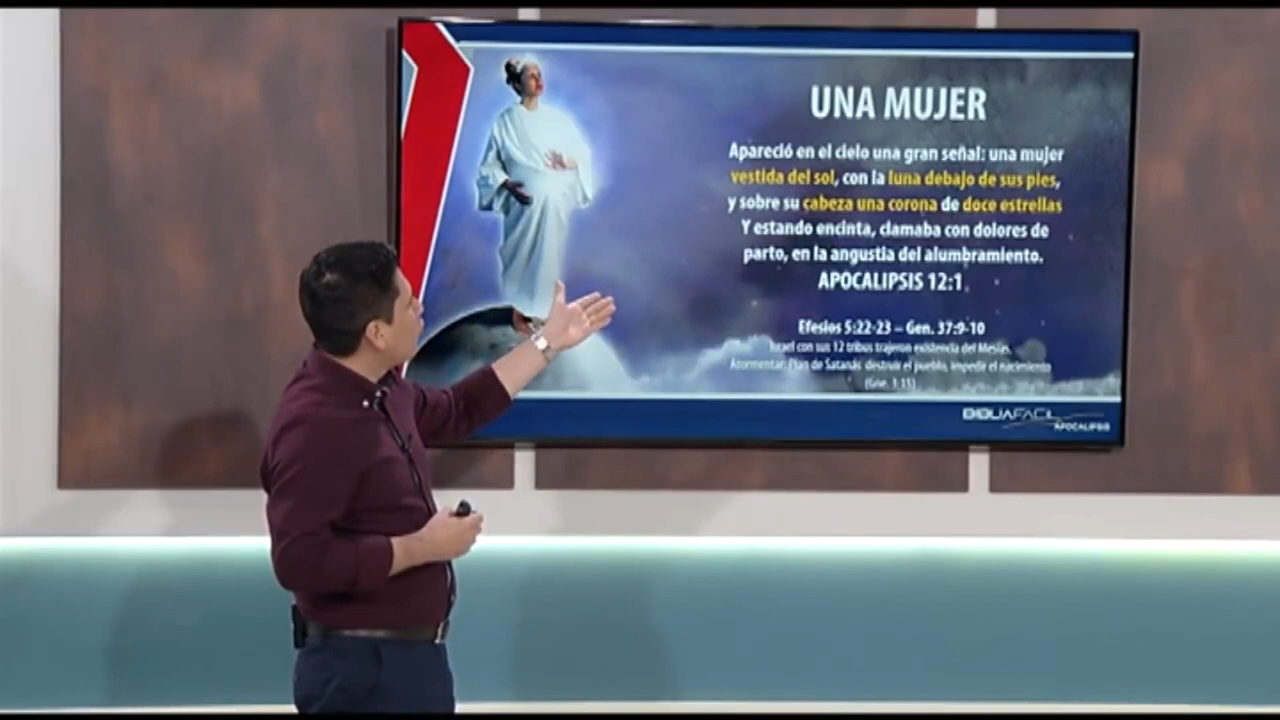 UNA MUJER
Apareció en el cielo una gran señal: una mujer
vestida del sol, con la luna debajo de sus pies,
y sobre su cabeza una corona de doce estrellas
Y estando encinta, clamaba con dolores de
parto, en la angustia del alumbramiento.
APOCALIPSIS 12:1
Efesios 5:22-23 – Gen. 37:9-10
Israel con sus 12 tribus trajeron existencia del Mesías.
Atormentar: Plan de Satanás destruir el pueblo, impedir el nacimiento
BIBLIAFACIL
APOCALIPSIS